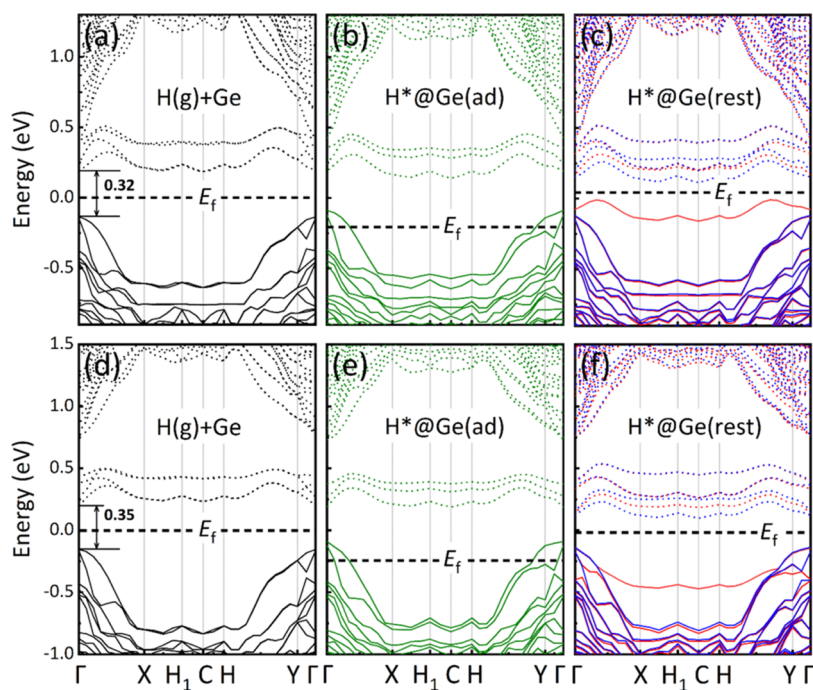 (a)
(b)
(c)
H(g)+Ge
H*@Ge(ad)
H*@Ge(rest)
Energy (eV)
1.0
0.5
0.0
-0.5
0.32
E_f
E_f
E_f
(d)
(e)
(f)
H(g)+Ge
H*@Ge(ad)
H*@Ge(rest)
Energy (eV)
1.5
1.0
0.5
0.0
-0.5
-1.0
0.35
E_f
E_f
E_f
Γ X H₁ C H Y Γ X H₁ C H Y Γ X H₁ C H Y Γ